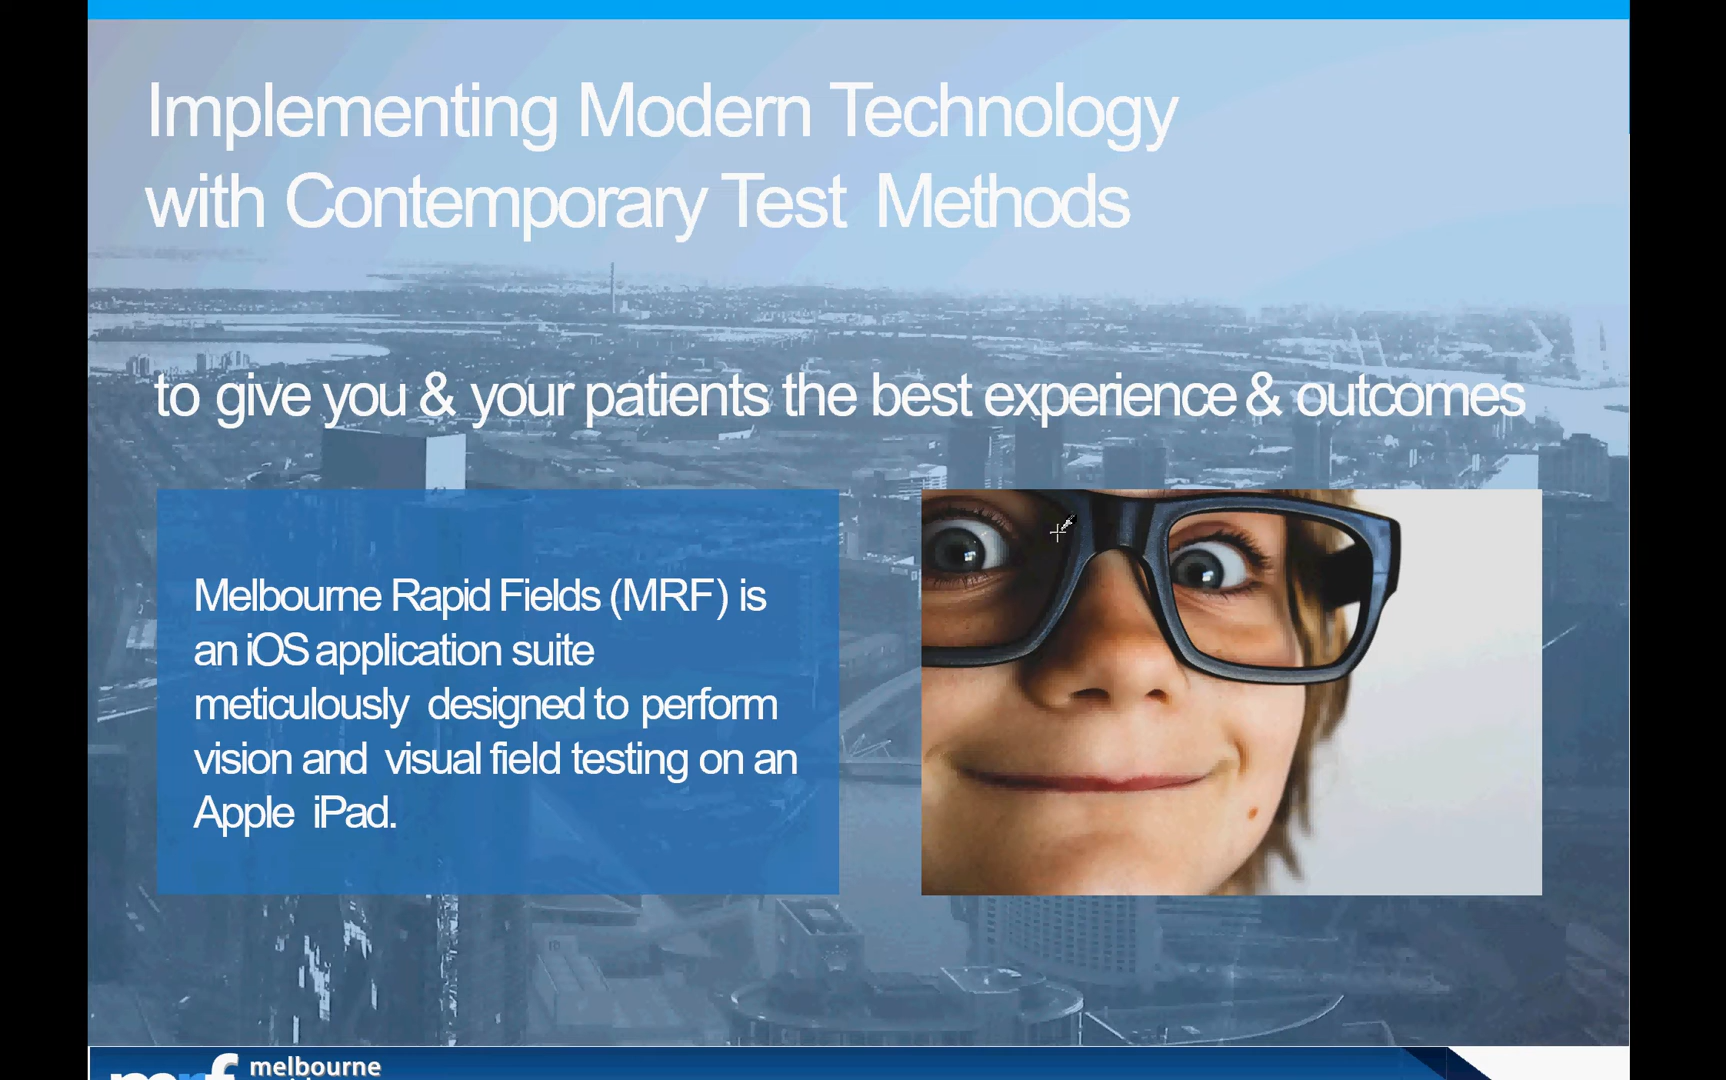 Implementing Modern Technology
with Contemporary Test Methods
to give you & your patients the best experience & outcomes
Melbourne Rapid Fields (MRF) is
an iOS application suite
meticulously designed to perform
vision and visual field testing on an
Apple iPad.
mrf
melbourne